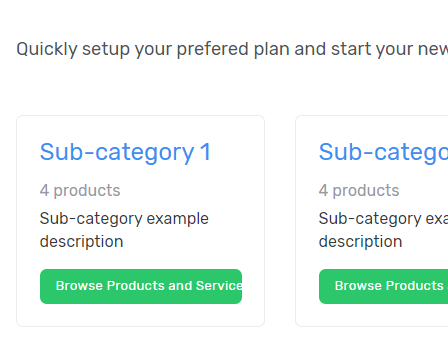 Quickly setup your prefered plan and start your new
Sub-category 1
4 products
Sub-category example
description
Browse Products and Service
Sub-catego
4 products
Sub-category exa
description
Browse Products